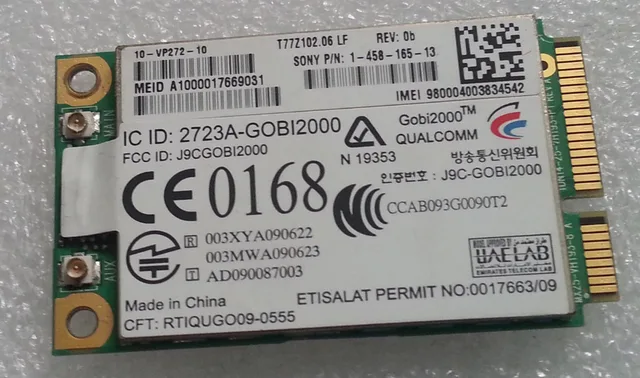 10-VP272-10
T77Z102.06 LF REV: 0b
SONY P/N: 1-458-165-13
MEID A1000017669031
IMEI 980004003834542
MAIN
IC ID: 2723A-GOBI2000
FCC ID: J9CGOBI2000
N 19353
Gobi2000™
QUALCOMM
방송통신위원회
인증번호 : J9C-GOBI2000
CE0168
CCAB093G0090T2
R 003XYA090622
003MWA090623
T AD090087003
AUX
UAE LAB
EMIRATES TELECOM LAB
Made in China
ETISALAT PERMIT NO:0017663/09
CFT: RTIQUGO09-0555